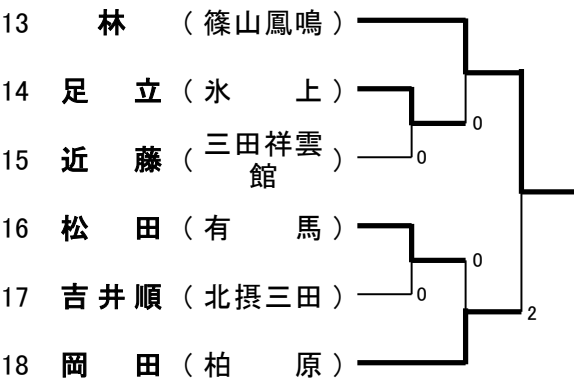 13 林 （篠山鳳鳴）
14 足立（氷上）
0
15 近藤（三田祥雲館）
0
16 松田（有馬）
0
17 吉井順（北摂三田）
0
2
18 岡田（柏原）